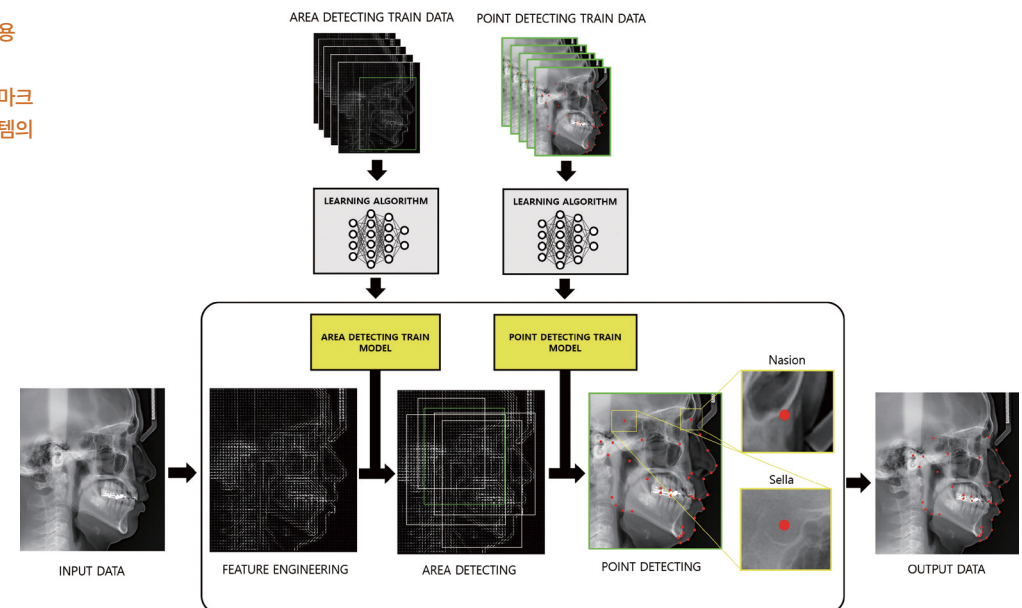 용
마크
템의
AREA DETECTING TRAIN DATA
POINT DETECTING TRAIN DATA
LEARNING ALGORITHM
LEARNING ALGORITHM
AREA DETECTING TRAIN
MODEL
POINT DETECTING TRAIN
MODEL
Nasion
Sella
INPUT DATA
FEATURE ENGINEERING
AREA DETECTING
POINT DETECTING
OUTPUT DATA